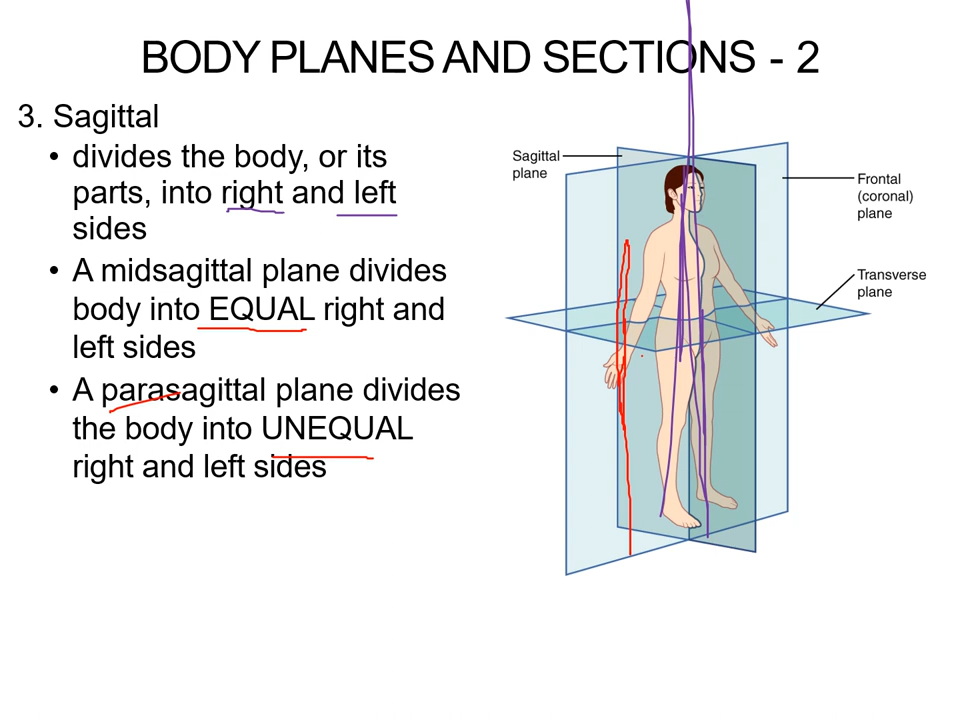 BODY PLANES AND SECTIONS - 2
3. Sagittal
• divides the body, or its
parts, into right and left
sides
• A midsagittal plane divides
body into EQUAL right and
left sides
• A parasagittal plane divides
the body into UNEQUAL
right and left sides
Sagittal
plane
Frontal
(coronal)
plane
Transverse
plane